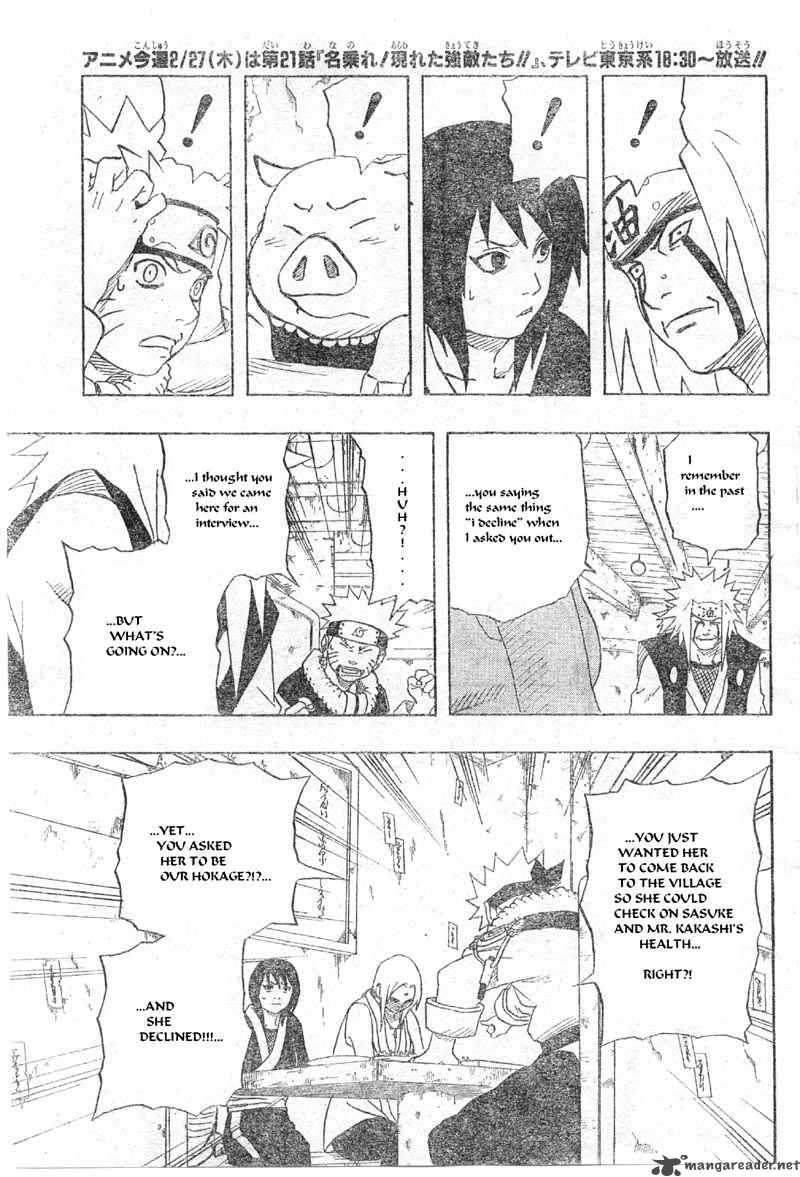 アニメ今週2/27(木)は第21話『名乗れ!現れた強敵たち!!』、テレビ東京系18:30～放送!!
!
!
!
!
油
I
remember
in the past
....
...you saying
the same thing
"i decline" when
I asked you out...
油
...HUH?!....
...I thought you
said we came
here for an
interview...
...BUT
WHAT'S
GOING ON?...
...YOU JUST
WANTED HER
TO COME BACK
TO THE VILLAGE
SO SHE COULD
CHECK ON SASUKE
AND MR. KAKASHI'S
HEALTH...
RIGHT?!
...YET...
YOU ASKED
HER TO BE
OUR HOKAGE?!?...
...AND
SHE
DECLINED!!!...
mangareader.net